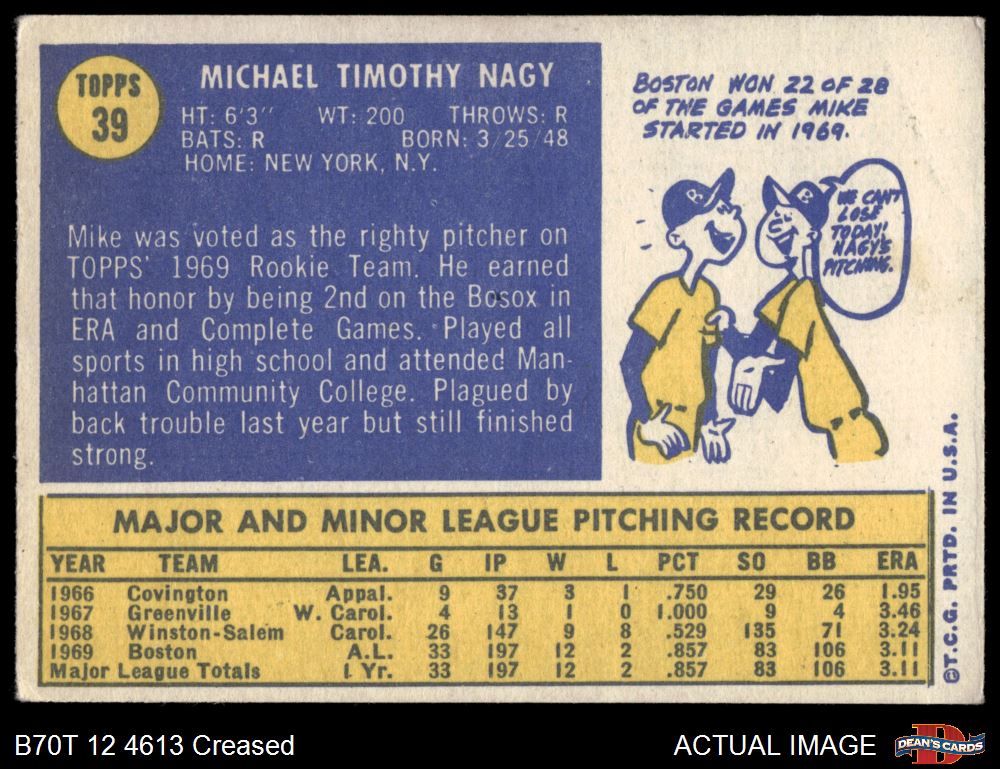 TOPPS
39
MICHAEL TIMOTHY NAGY
HT: 6'3" WT: 200 THROWS: R
BATS: R BORN: 3/25/48
HOME: NEW YORK, N.Y.
Mike was voted as the righty pitcher on
TOPPS' 1969 Rookie Team. He earned
that honor by being 2nd on the Bosox in
ERA and Complete Games. Played all
sports in high school and attended Man-
hattan Community College. Plagued by
back trouble last year but still finished
strong.
BOSTON WON 22 OF 28
OF THE GAMES MIKE
STARTED IN 1969.
B
B
WE CAN'T
LOSE
TODAY!
NAGY'S
PITCHING.
MAJOR AND MINOR LEAGUE PITCHING RECORD
YEAR TEAM LEA. G IP W L PCT SO BB ERA
1966 Covington Appal. 9 37 3 1 .750 29 26 1.95
1967 Greenville W. Carol. 4 13 1 0 1.000 9 4 3.46
1968 Winston-Salem Carol. 26 147 9 8 .529 135 71 3.24
1969 Boston A.L. 33 197 12 2 .857 83 106 3.11
Major League Totals 1 Yr. 33 197 12 2 .857 83 106 3.11
©T.C.G. PRTD. IN U.S.A.
B70T 12 4613 Creased
ACTUAL IMAGE
D
DEAN'S CARDS